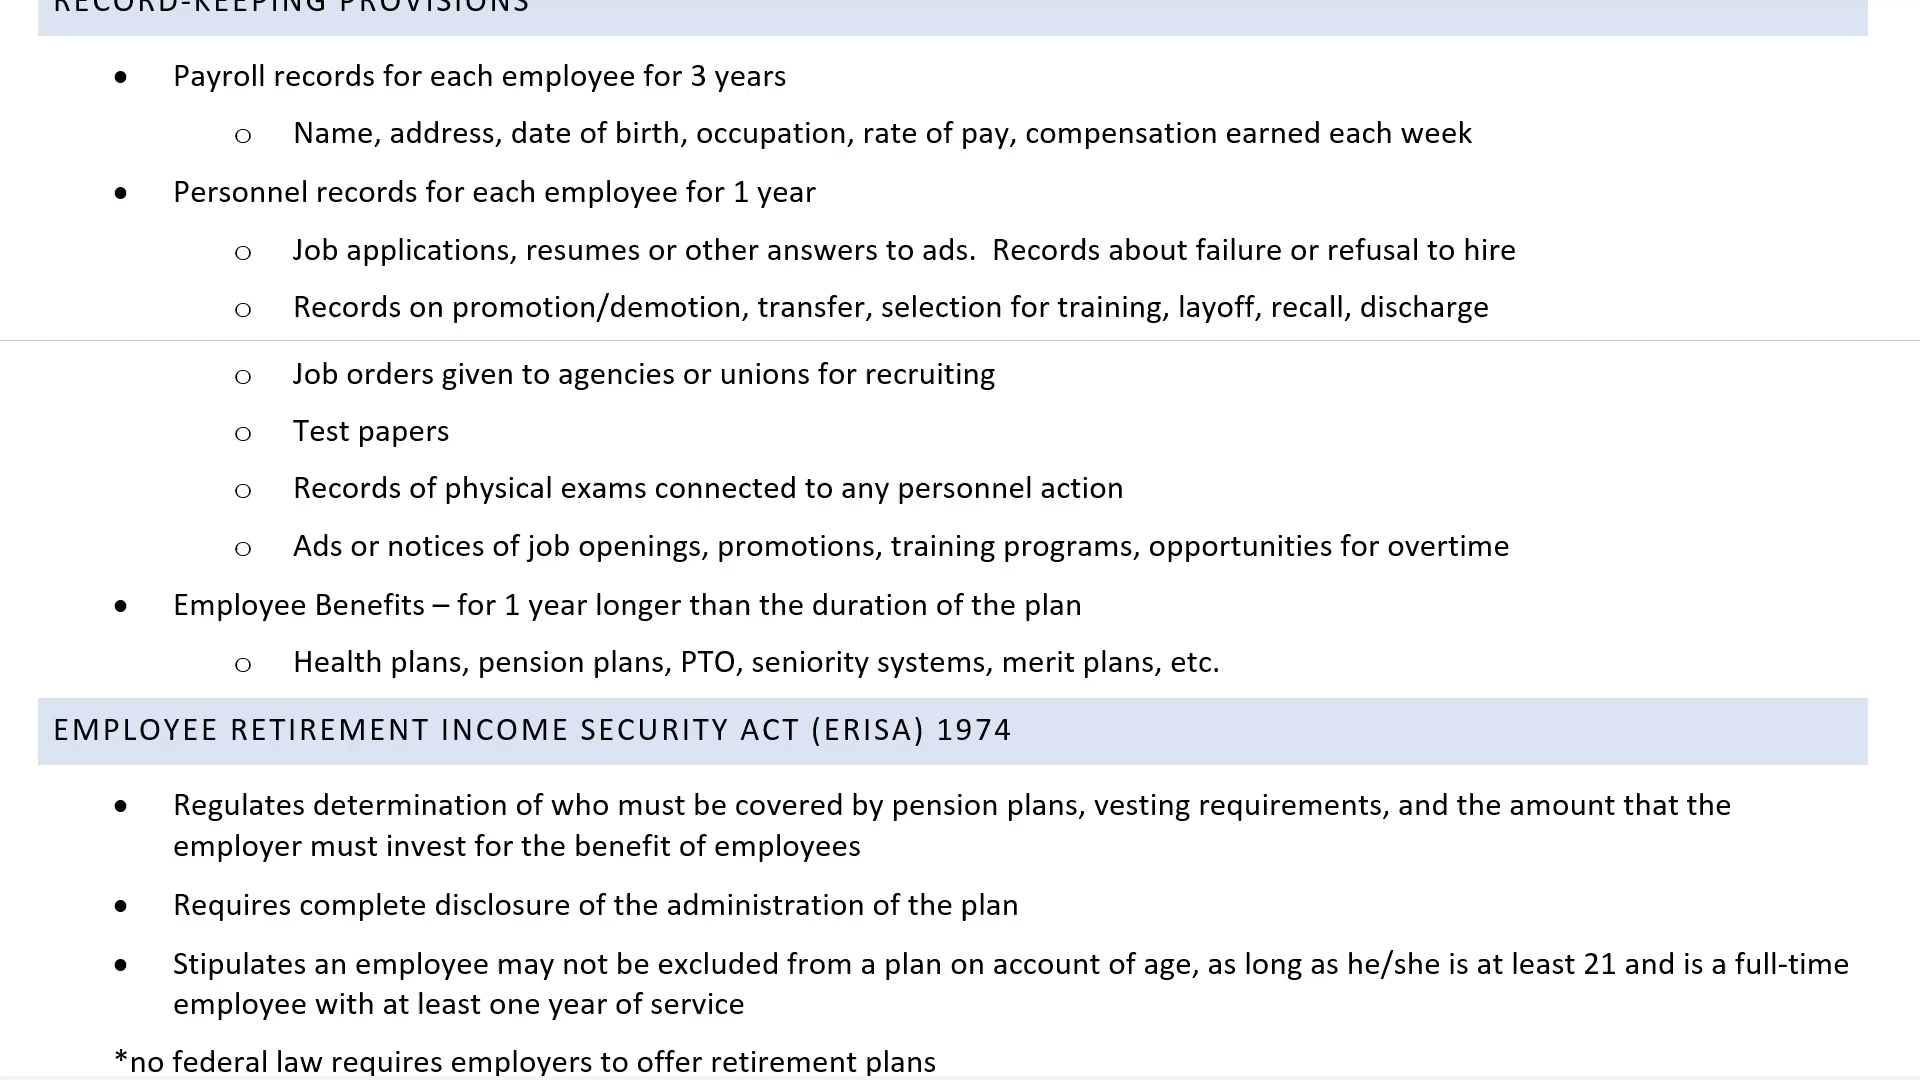 RECORD-KEEPING PROVISIONS
• Payroll records for each employee for 3 years
o Name, address, date of birth, occupation, rate of pay, compensation earned each week
• Personnel records for each employee for 1 year
o Job applications, resumes or other answers to ads.  Records about failure or refusal to hire
o Records on promotion/demotion, transfer, selection for training, layoff, recall, discharge
o Job orders given to agencies or unions for recruiting
o Test papers
o Records of physical exams connected to any personnel action
o Ads or notices of job openings, promotions, training programs, opportunities for overtime
• Employee Benefits – for 1 year longer than the duration of the plan
o Health plans, pension plans, PTO, seniority systems, merit plans, etc.
EMPLOYEE RETIREMENT INCOME SECURITY ACT (ERISA) 1974
• Regulates determination of who must be covered by pension plans, vesting requirements, and the amount that the
employer must invest for the benefit of employees
• Requires complete disclosure of the administration of the plan
• Stipulates an employee may not be excluded from a plan on account of age, as long as he/she is at least 21 and is a full-time
employee with at least one year of service
*no federal law requires employers to offer retirement plans